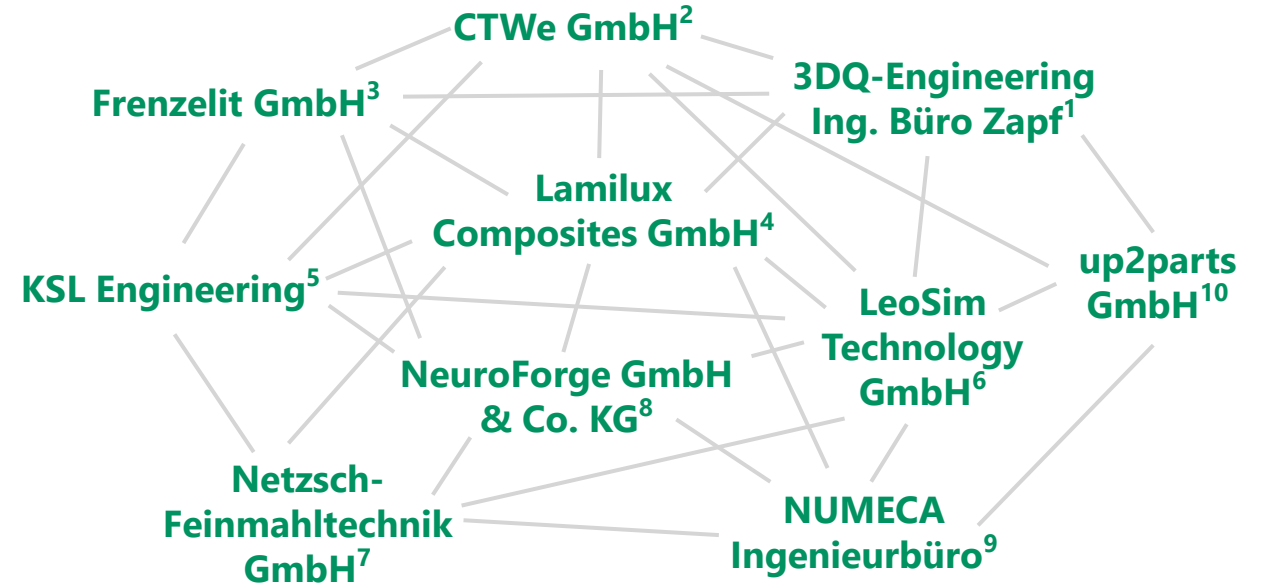 CTWe GmbH²
3DQ-Engineering
Ing. Büro Zapf¹
Frenzelit GmbH³
Lamilux
Composites GmbH⁴
KSL Engineering⁵
up2parts
GmbH¹⁰
LeoSim
Technology
GmbH⁶
NeuroForge GmbH
& Co. KG⁸
Netzsch-
Feinmahltechnik
GmbH⁷
NUMECA
Ingenieurbüro⁹